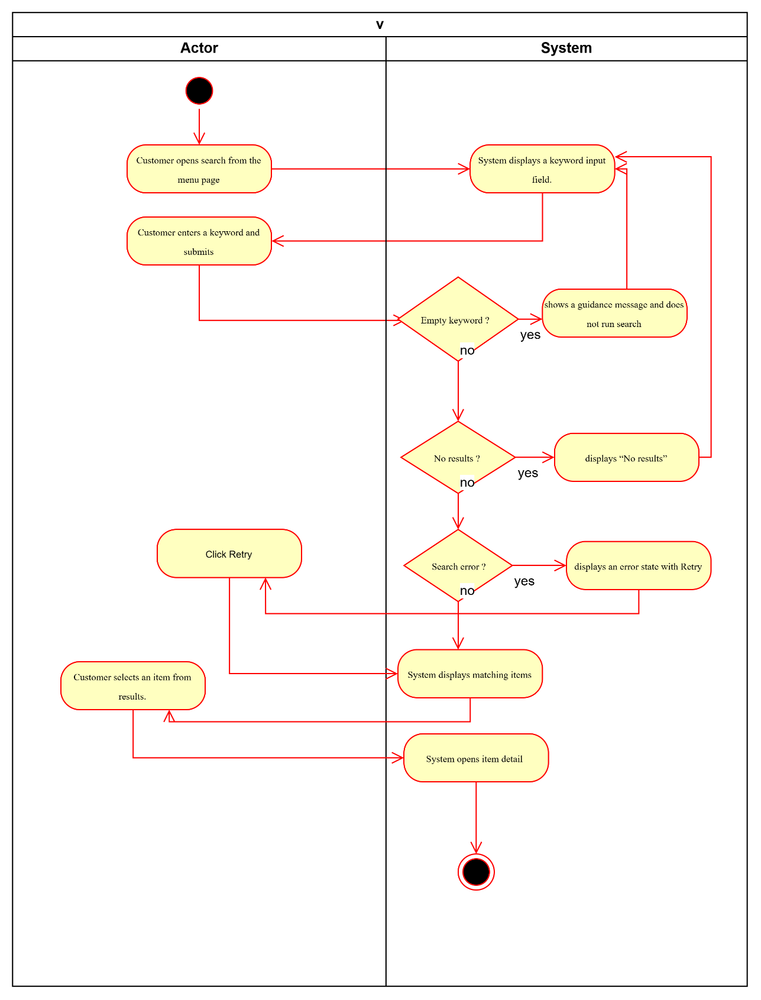 v
Actor
System
Customer opens search from the
menu page
System displays a keyword input
field.
Customer enters a keyword and
submits
Empty keyword ?
yes
no
shows a guidance message and does
not run search
No results ?
yes
no
displays “No results”
Click Retry
Search error ?
yes
no
displays an error state with Retry
Customer selects an item from
results.
System displays matching items
System opens item detail